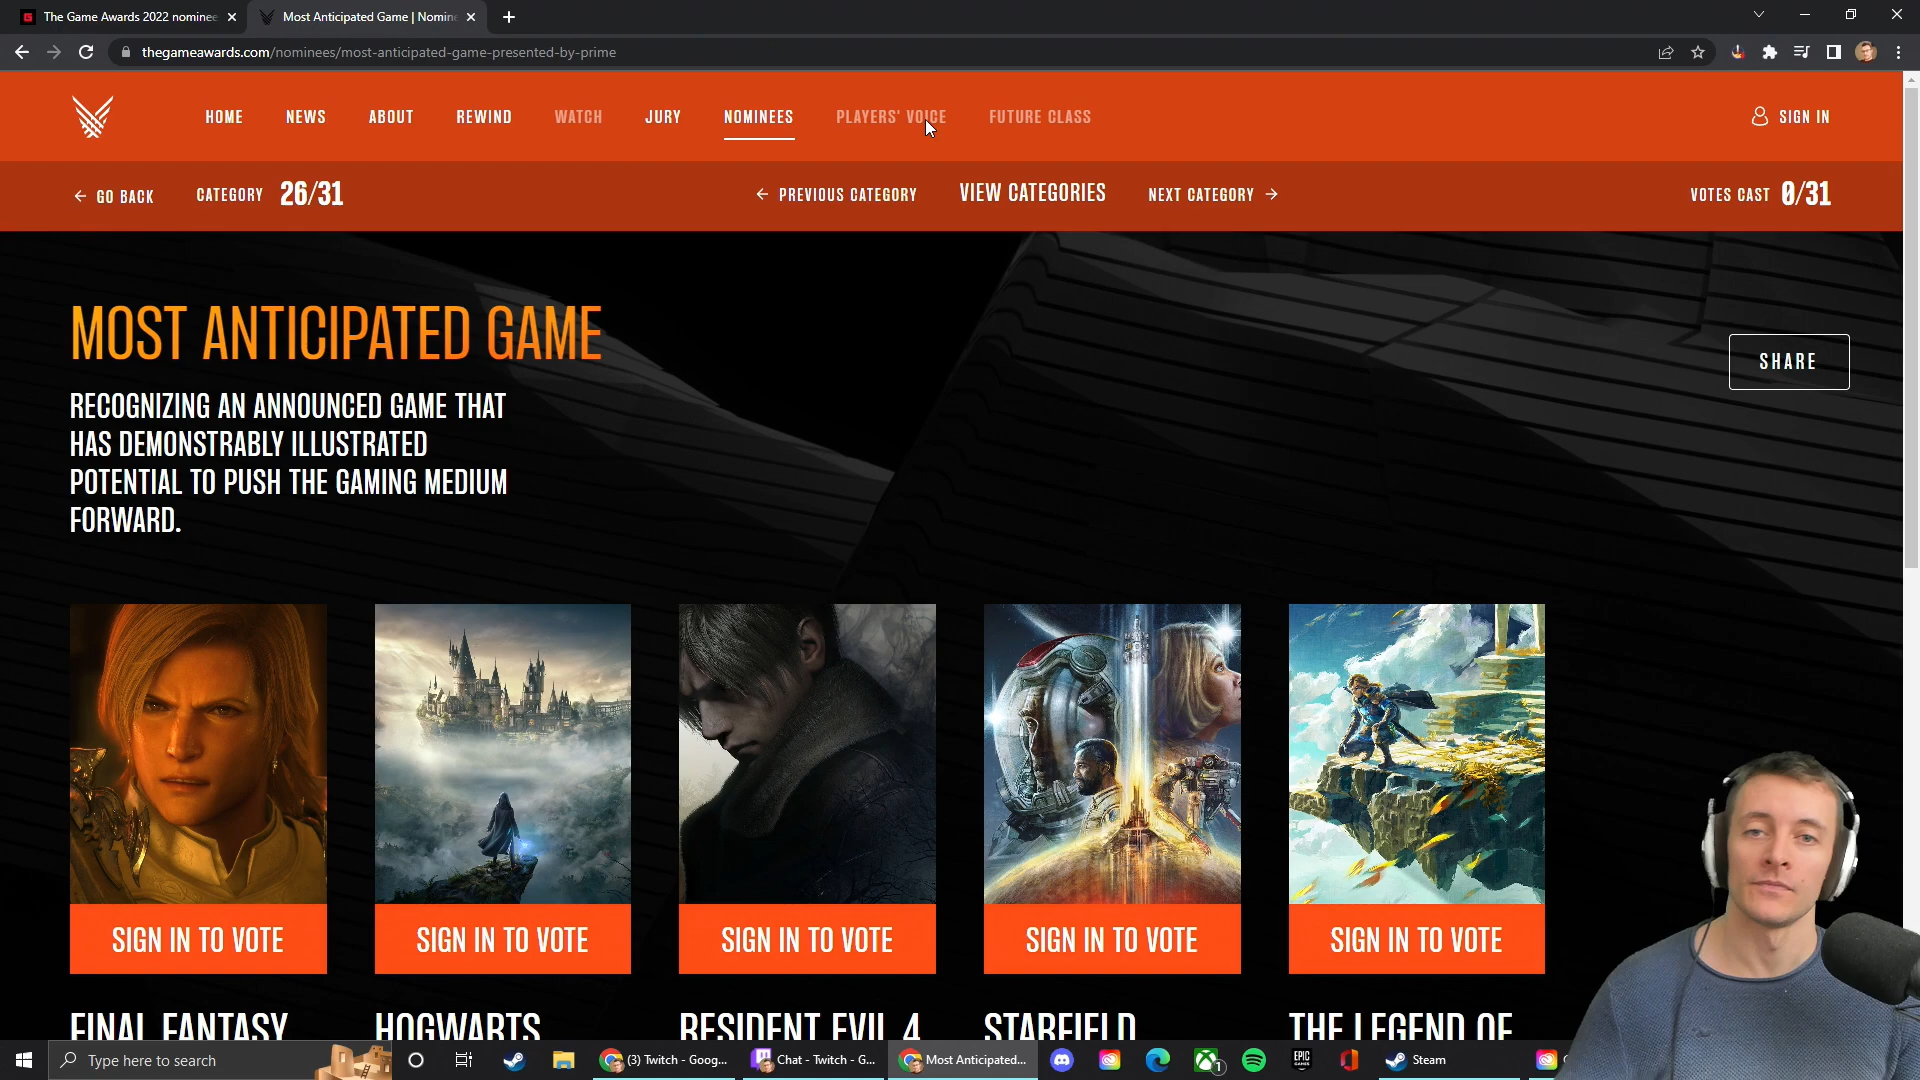 The Game Awards 2022 nominee
Most Anticipated Game | Nomine
thegameawards.com/nominees/most-anticipated-game-presented-by-prime
HOME NEWS ABOUT REWIND WATCH JURY NOMINEES PLAYERS' VOICE FUTURE CLASS SIGN IN
← GO BACK CATEGORY 26/31 ← PREVIOUS CATEGORY VIEW CATEGORIES NEXT CATEGORY → VOTES CAST 0/31
MOST ANTICIPATED GAME
SHARE
RECOGNIZING AN ANNOUNCED GAME THAT
HAS DEMONSTRABLY ILLUSTRATED
POTENTIAL TO PUSH THE GAMING MEDIUM
FORWARD.
SIGN IN TO VOTE SIGN IN TO VOTE SIGN IN TO VOTE SIGN IN TO VOTE SIGN IN TO VOTE
FINAL FANTASY HOGWARTS RESIDENT EVIL 4 STARFIELD THE LEGEND OF
Type here to search (3) Twitch - Goog... Chat - Twitch - G... Most Anticipated... 1 EPIC GAMES Steam